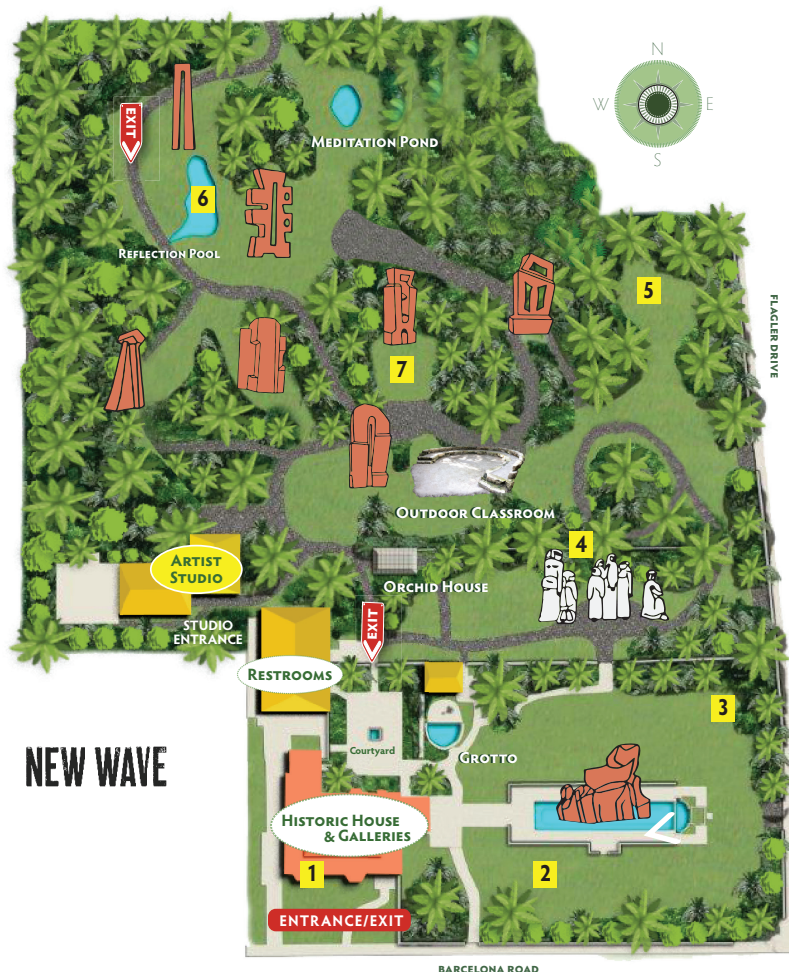 N
W
E
S
EXIT
MEDITATION POND
6
REFLECTION POOL
5
FLAGLER DRIVE
7
OUTDOOR CLASSROOM
4
ARTIST
STUDIO
ORCHID HOUSE
STUDIO
ENTRANCE
EXIT
RESTROOMS
3
Courtyard
GROTTO
NEW WAVE
HISTORIC HOUSE
& GALLERIES
1
2
ENTRANCE/EXIT
BARCELONA ROAD